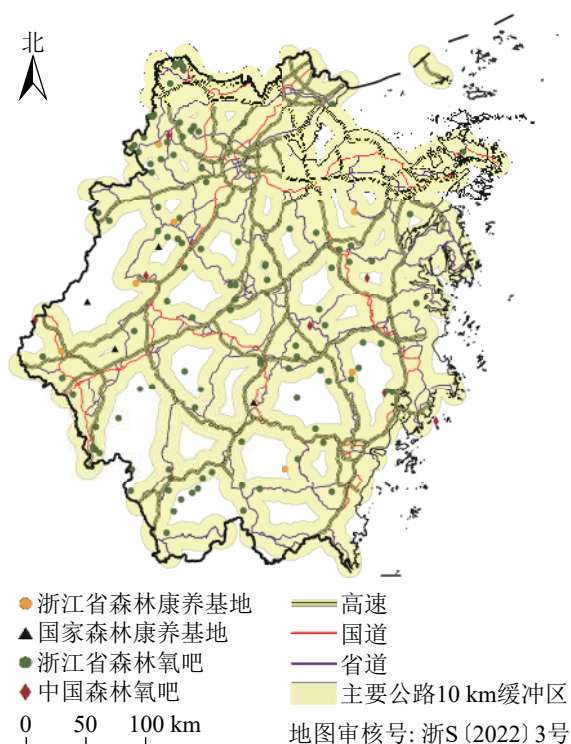 北
浙江省森林康养基地
国家森林康养基地
浙江省森林氧吧
中国森林氧吧
高速
国道
省道
主要公路10 km缓冲区
0 50 100 km
地图审核号: 浙S〔2022〕3号